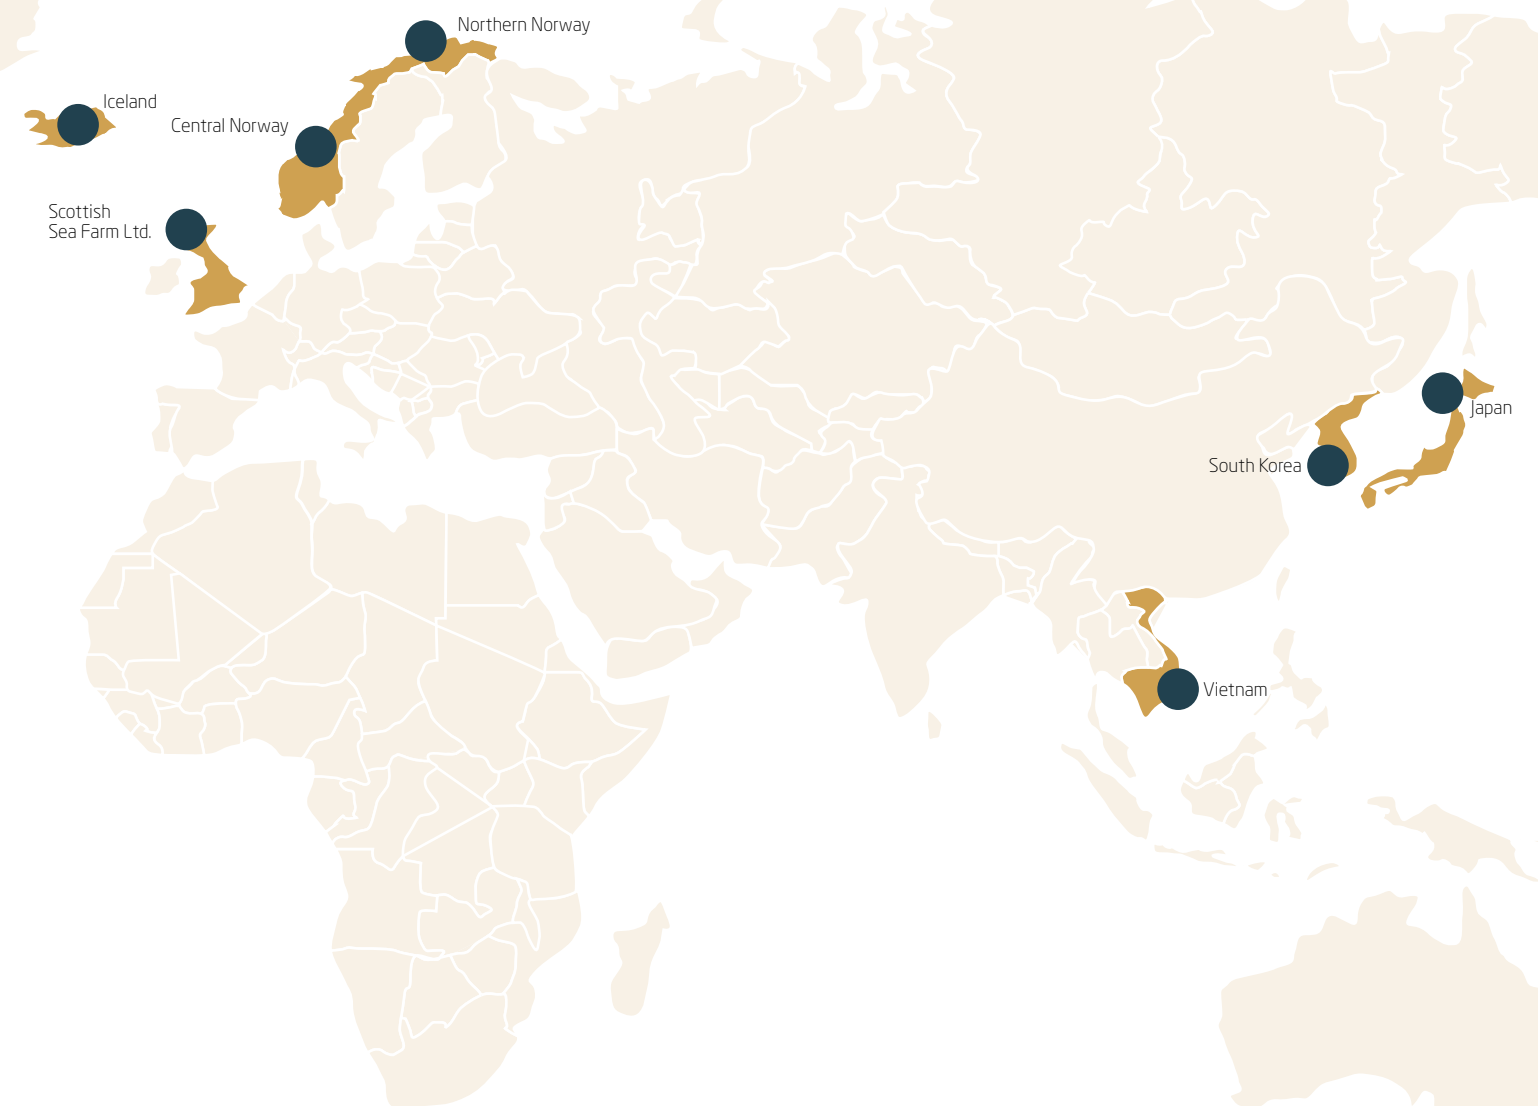 Northern Norway
Iceland
Central Norway
Scottish
Sea Farm Ltd.
Japan
South Korea
Vietnam